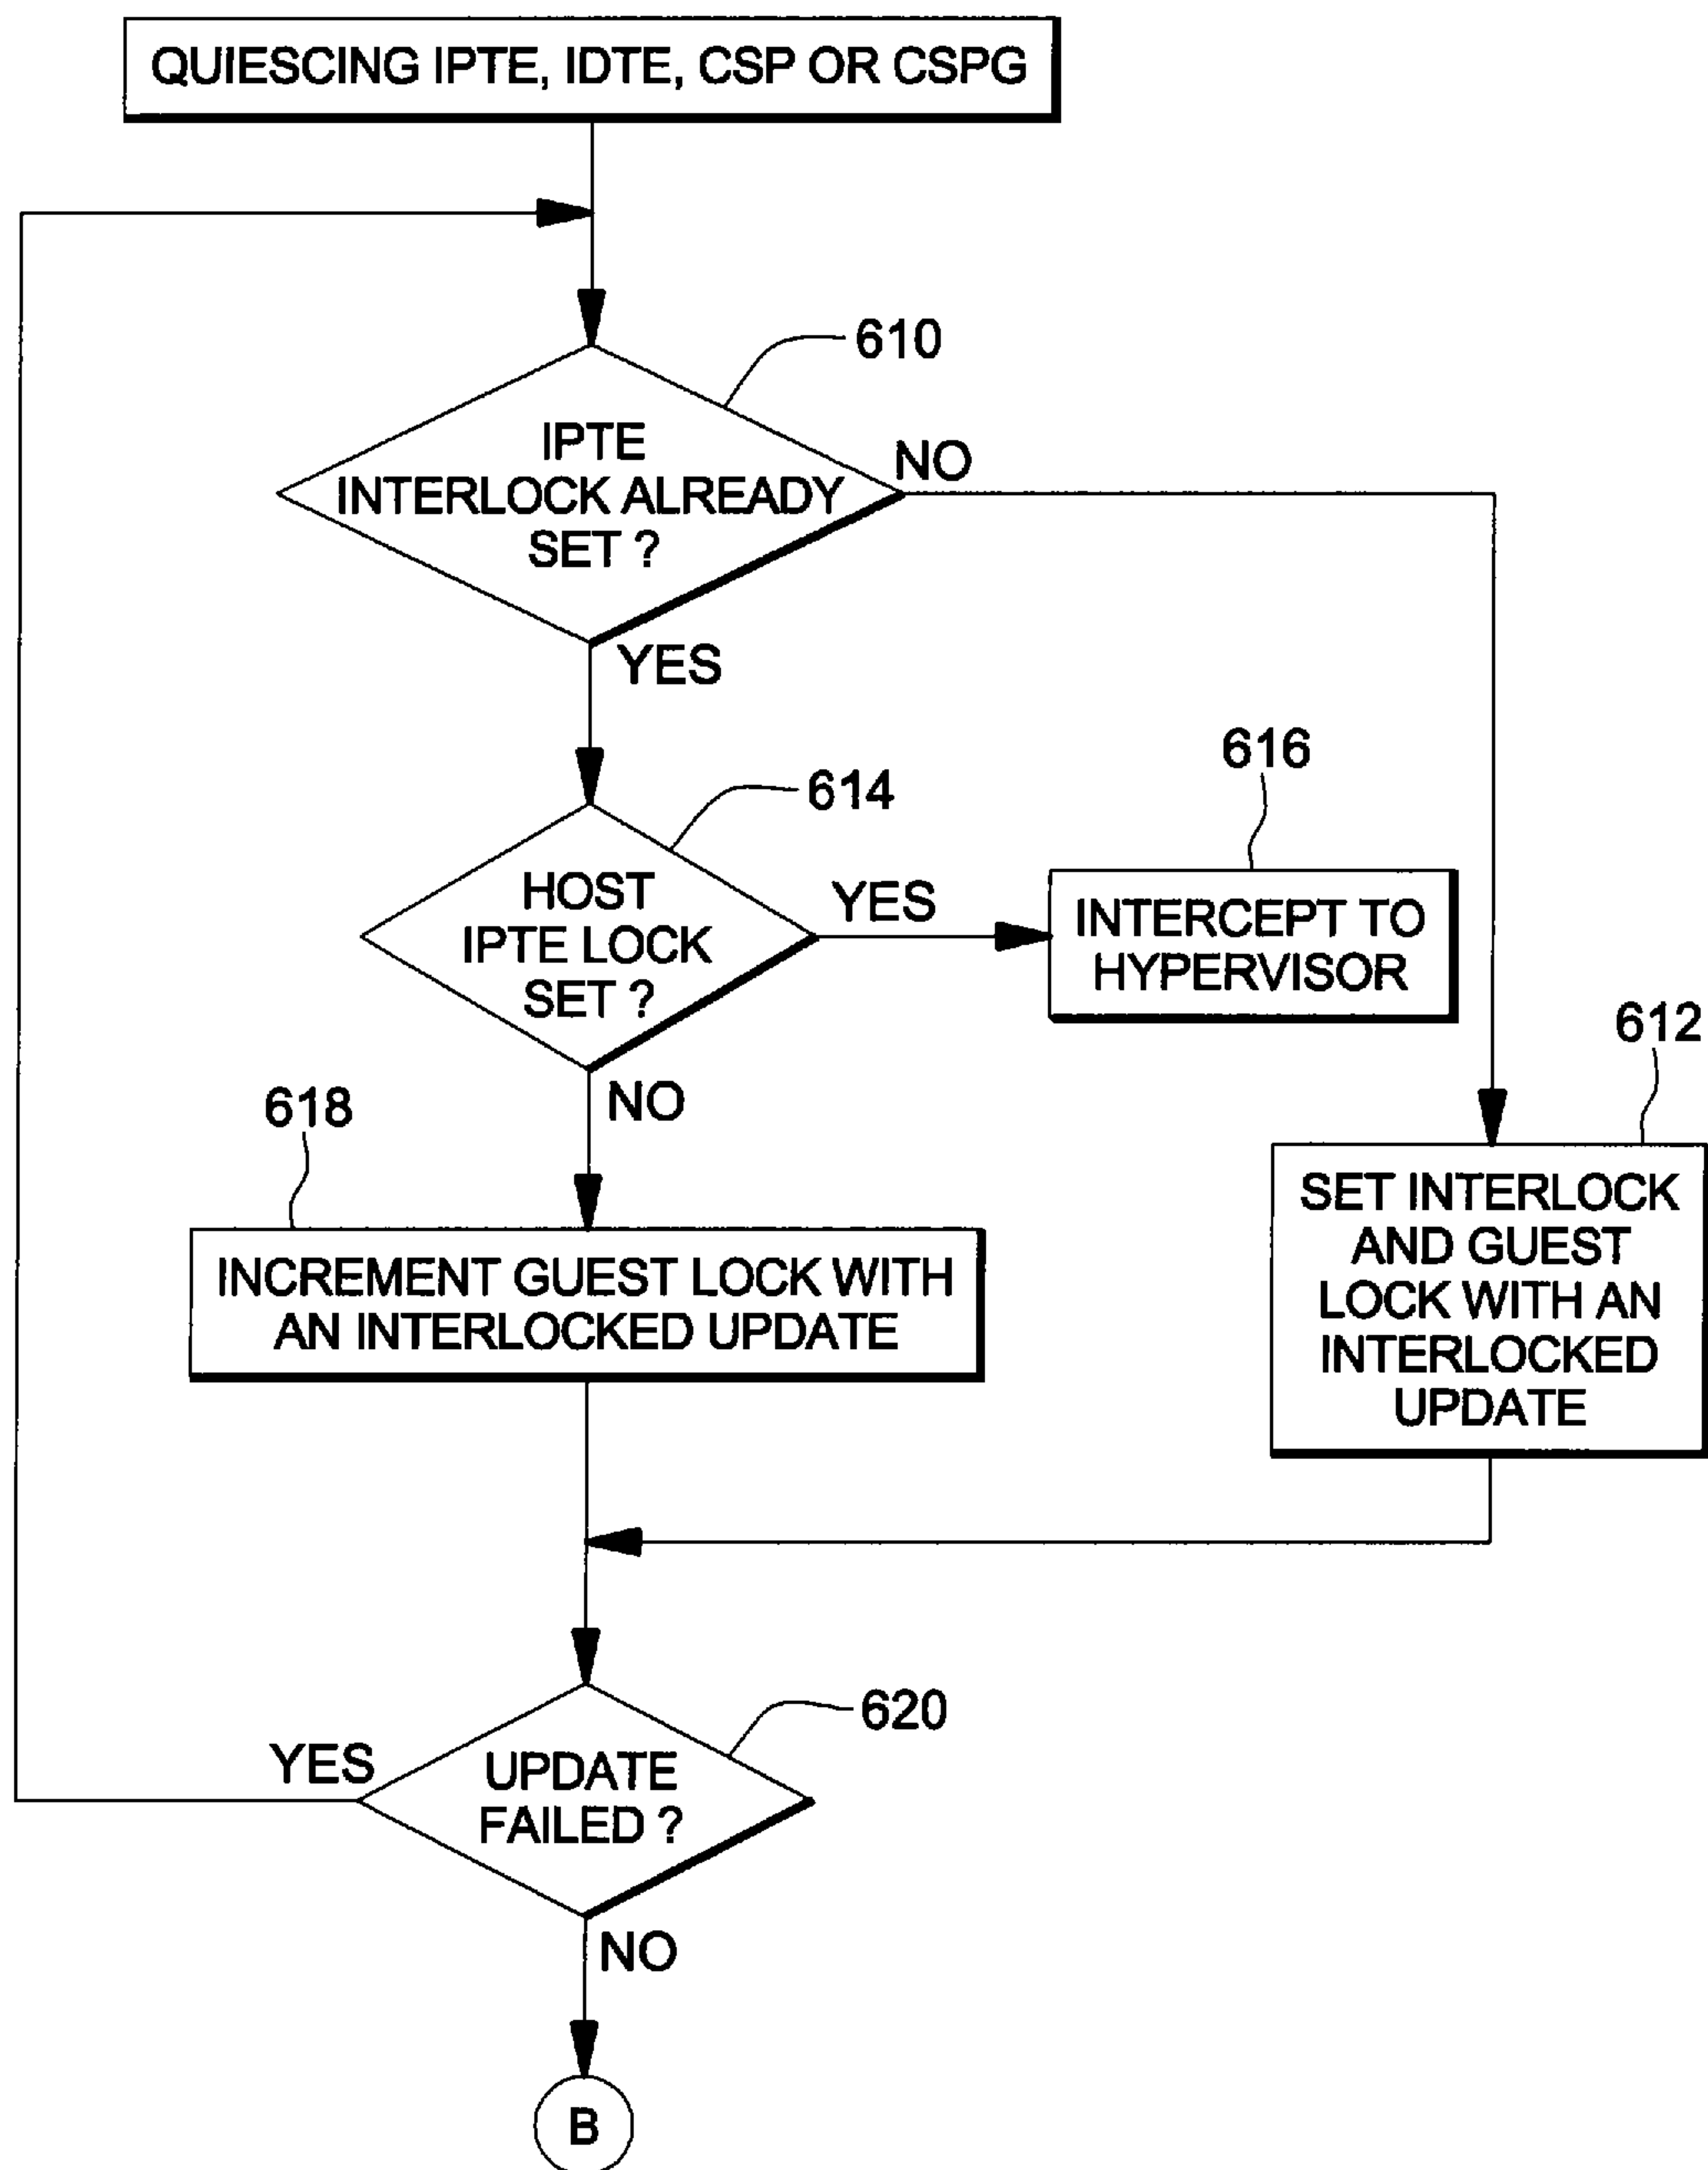 QUIESCING IPTE, IDTE, CSP OR CSPG
610
IPTE
INTERLOCK ALREADY
SET ?
NO
YES
614
HOST
IPTE LOCK
SET ?
YES
616
INTERCEPT TO
HYPERVISOR
NO
612
SET INTERLOCK
AND GUEST
LOCK WITH AN
INTERLOCKED
UPDATE
618
INCREMENT GUEST LOCK WITH
AN INTERLOCKED UPDATE
620
UPDATE
FAILED ?
YES
NO
B